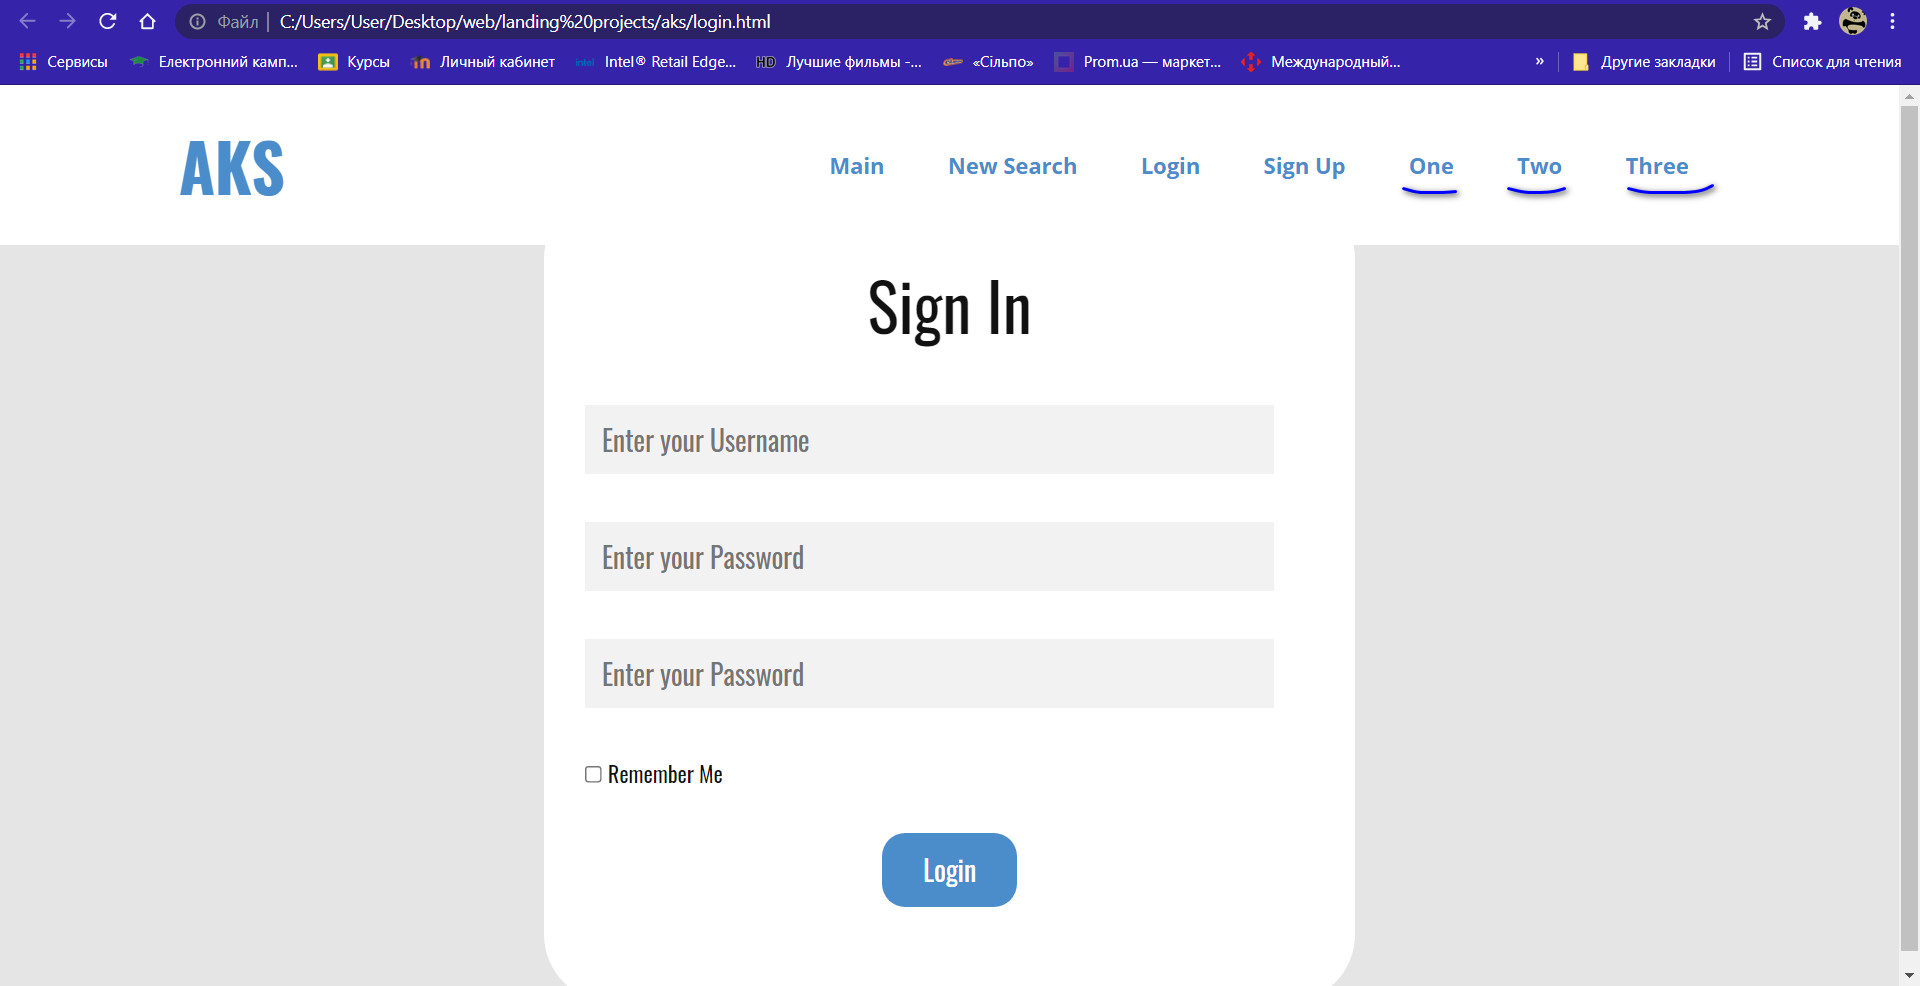 Файл | C:/Users/User/Desktop/web/landing%20projects/aks/login.html
Сервисы Електронний камп... Курсы Личный кабинет intel Intel® Retail Edge... HD Лучшие фильмы -... «Сільпо» Prom.ua — маркет... Международный... » Другие закладки Список для чтения
AKS Main New Search Login Sign Up One Two Three
Sign In
Enter your Username
Enter your Password
Enter your Password
Remember Me
Login